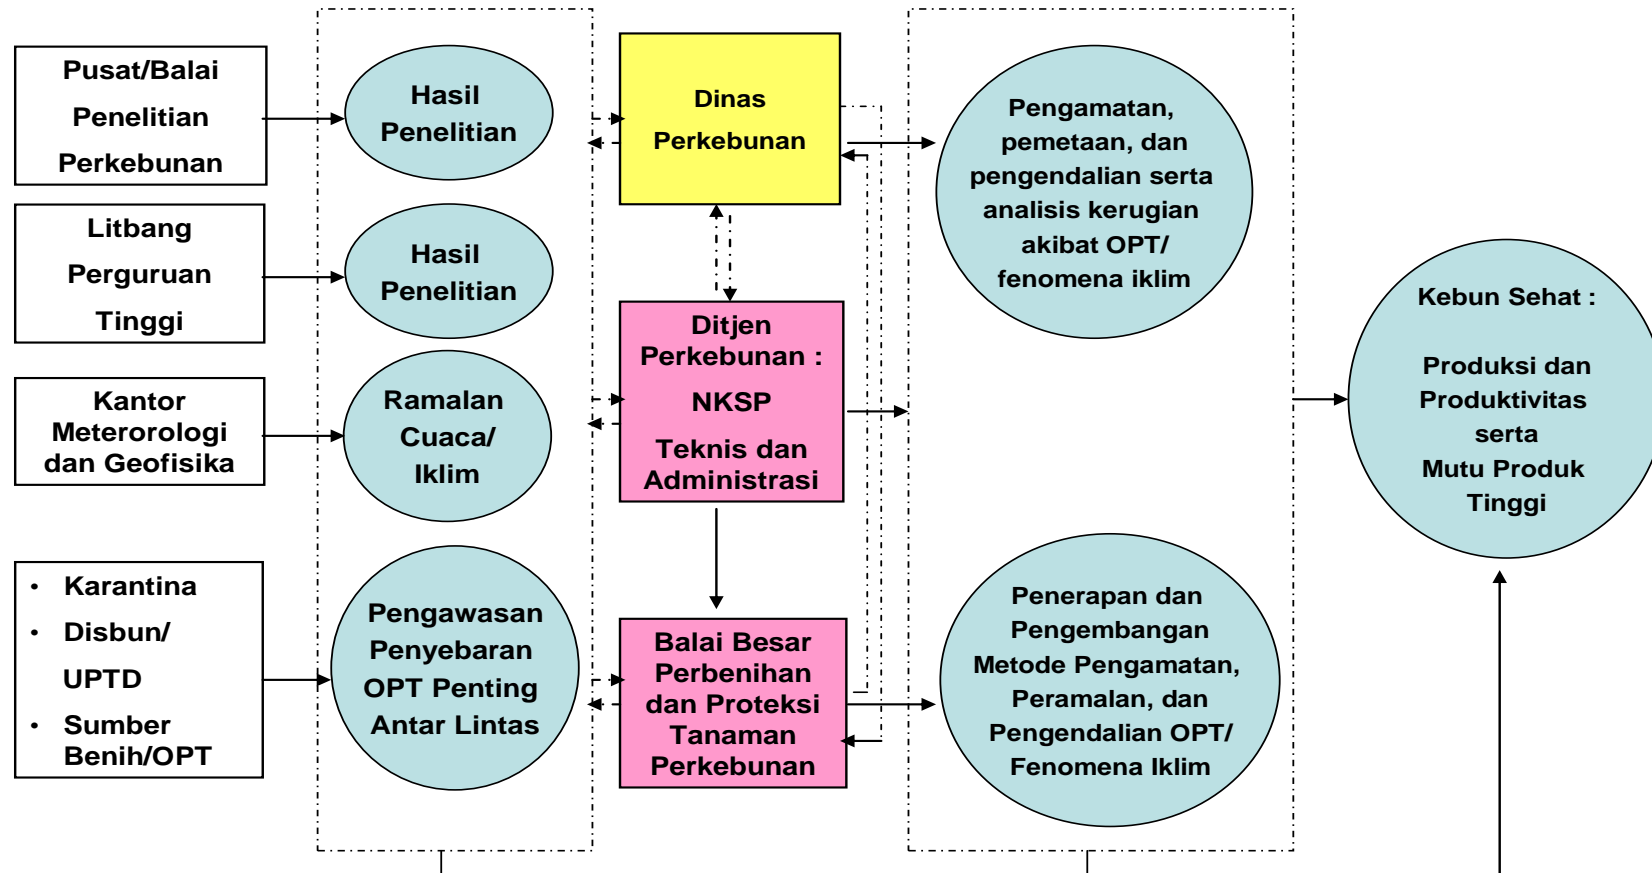 Pusat/Balai
Penelitian
Perkebunan
Hasil
Penelitian
Dinas
Perkebunan
Pengamatan,
pemetaan, dan
pengendalian serta
analisis kerugian
akibat OPT/
fenomena iklim
Litbang
Perguruan
Tinggi
Hasil
Penelitian
Ditjen
Perkebunan :
NKSP
Teknis dan
Administrasi
Kebun Sehat :
Produksi dan
Produktivitas
serta
Mutu Produk
Tinggi
Kantor
Meterorologi
dan Geofisika
Ramalan
Cuaca/
Iklim
• Karantina
• Disbun/
UPTD
• Sumber
Benih/OPT
Pengawasan
Penyebaran
OPT Penting
Antar Lintas
Balai Besar
Perbenihan
dan Proteksi
Tanaman
Perkebunan
Penerapan dan
Pengembangan
Metode Pengamatan,
Peramalan, dan
Pengendalian OPT/
Fenomena Iklim